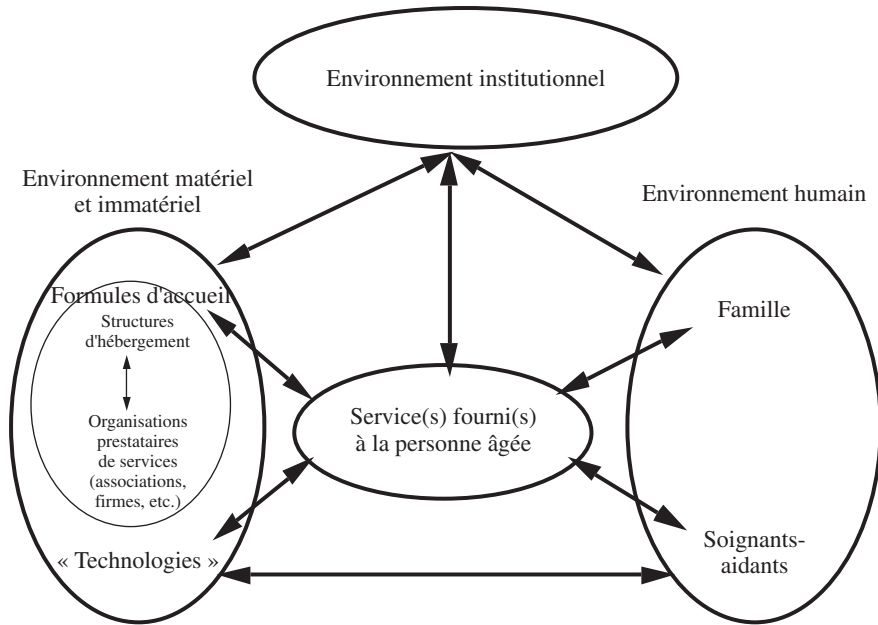 Environnement institutionnel
Environnement matériel
et immatériel
Environnement humain
Formules d'accueil
Structures
d'hébergement
Organisations
prestataires
de services
(associations,
firmes, etc.)
« Technologies »
Service(s) fourni(s)
à la personne âgée
Famille
Soignants-
aidants